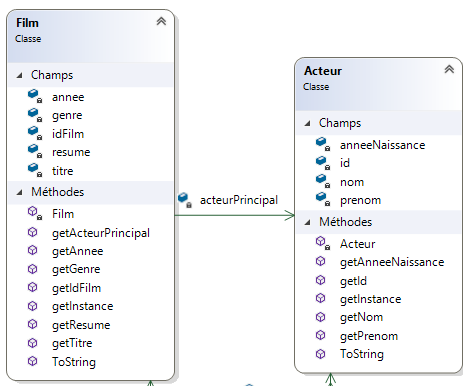 Film
Classe
Champs
annee
genre
idFilm
resume
titre
Méthodes
Film
getActeurPrincipal
getAnnee
getGenre
getIdFilm
getInstance
getResume
getTitre
ToString
acteurPrincipal
Acteur
Classe
Champs
anneeNaissance
id
nom
prenom
Méthodes
Acteur
getAnneeNaissance
getId
getInstance
getNom
getPrenom
ToString